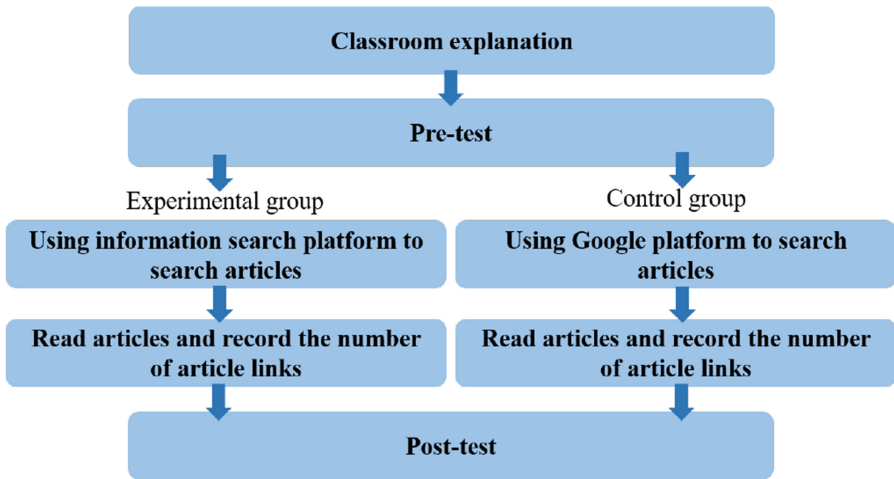 Classroom explanation
Pre-test
Experimental group
Control group
Using information search platform to
search articles
Using Google platform to search
articles
Read articles and record the number
of article links
Read articles and record the number
of article links
Post-test